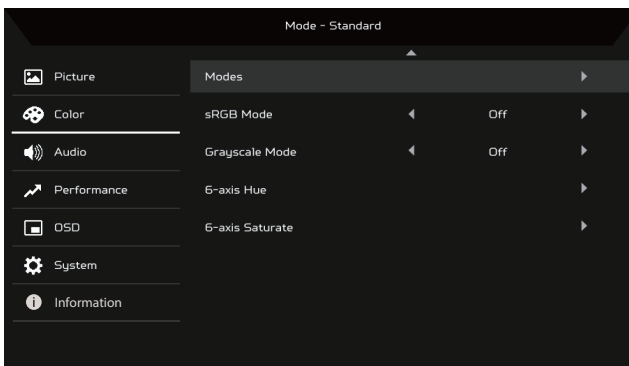 Mode - Standard
Picture
Modes
Color
sRGB Mode
Off
Audio
Grayscale Mode
Off
Performance
6-axis Hue
OSD
6-axis Saturate
System
Information